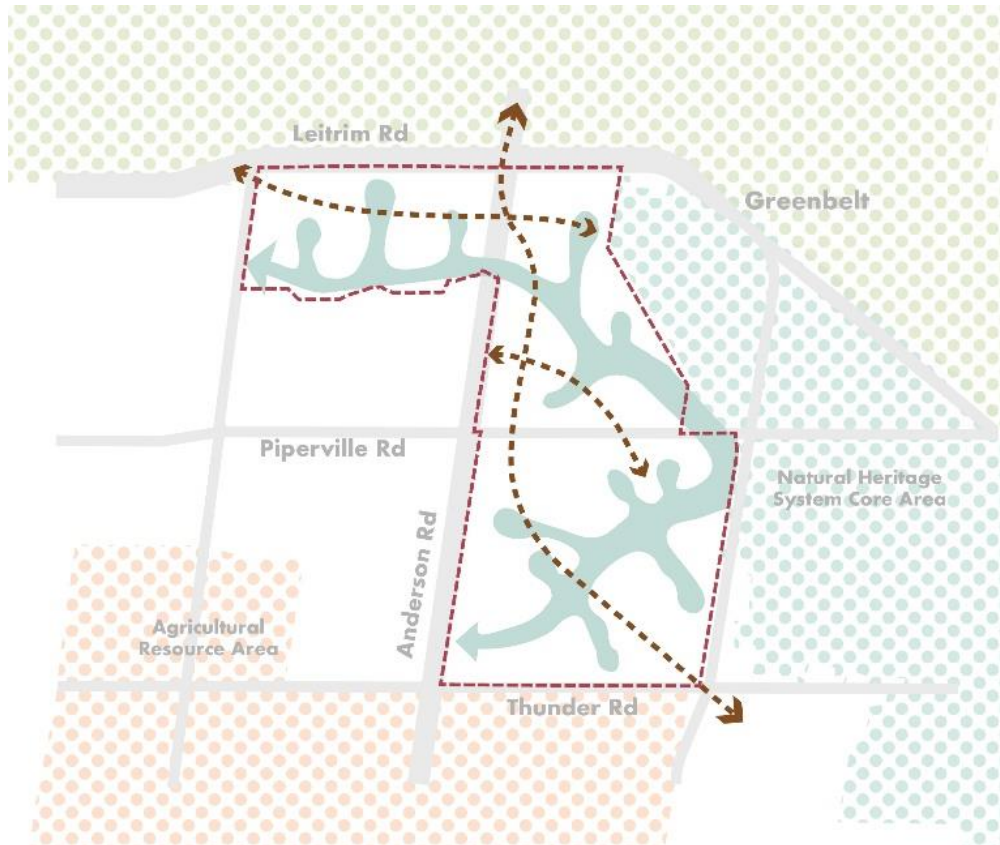 Leitrim Rd
Greenbelt
Piperville Rd
Natural Heritage
System Core Area
Anderson Rd
Agricultural
Resource Area
Thunder Rd